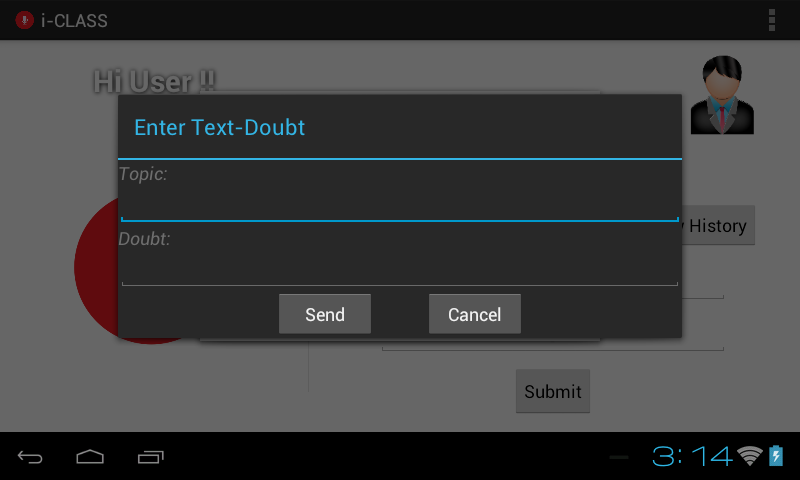 i-CLASS
Hi User !!
Enter Text-Doubt
Topic:
Doubt:
History
Send
Cancel
Submit
3:14